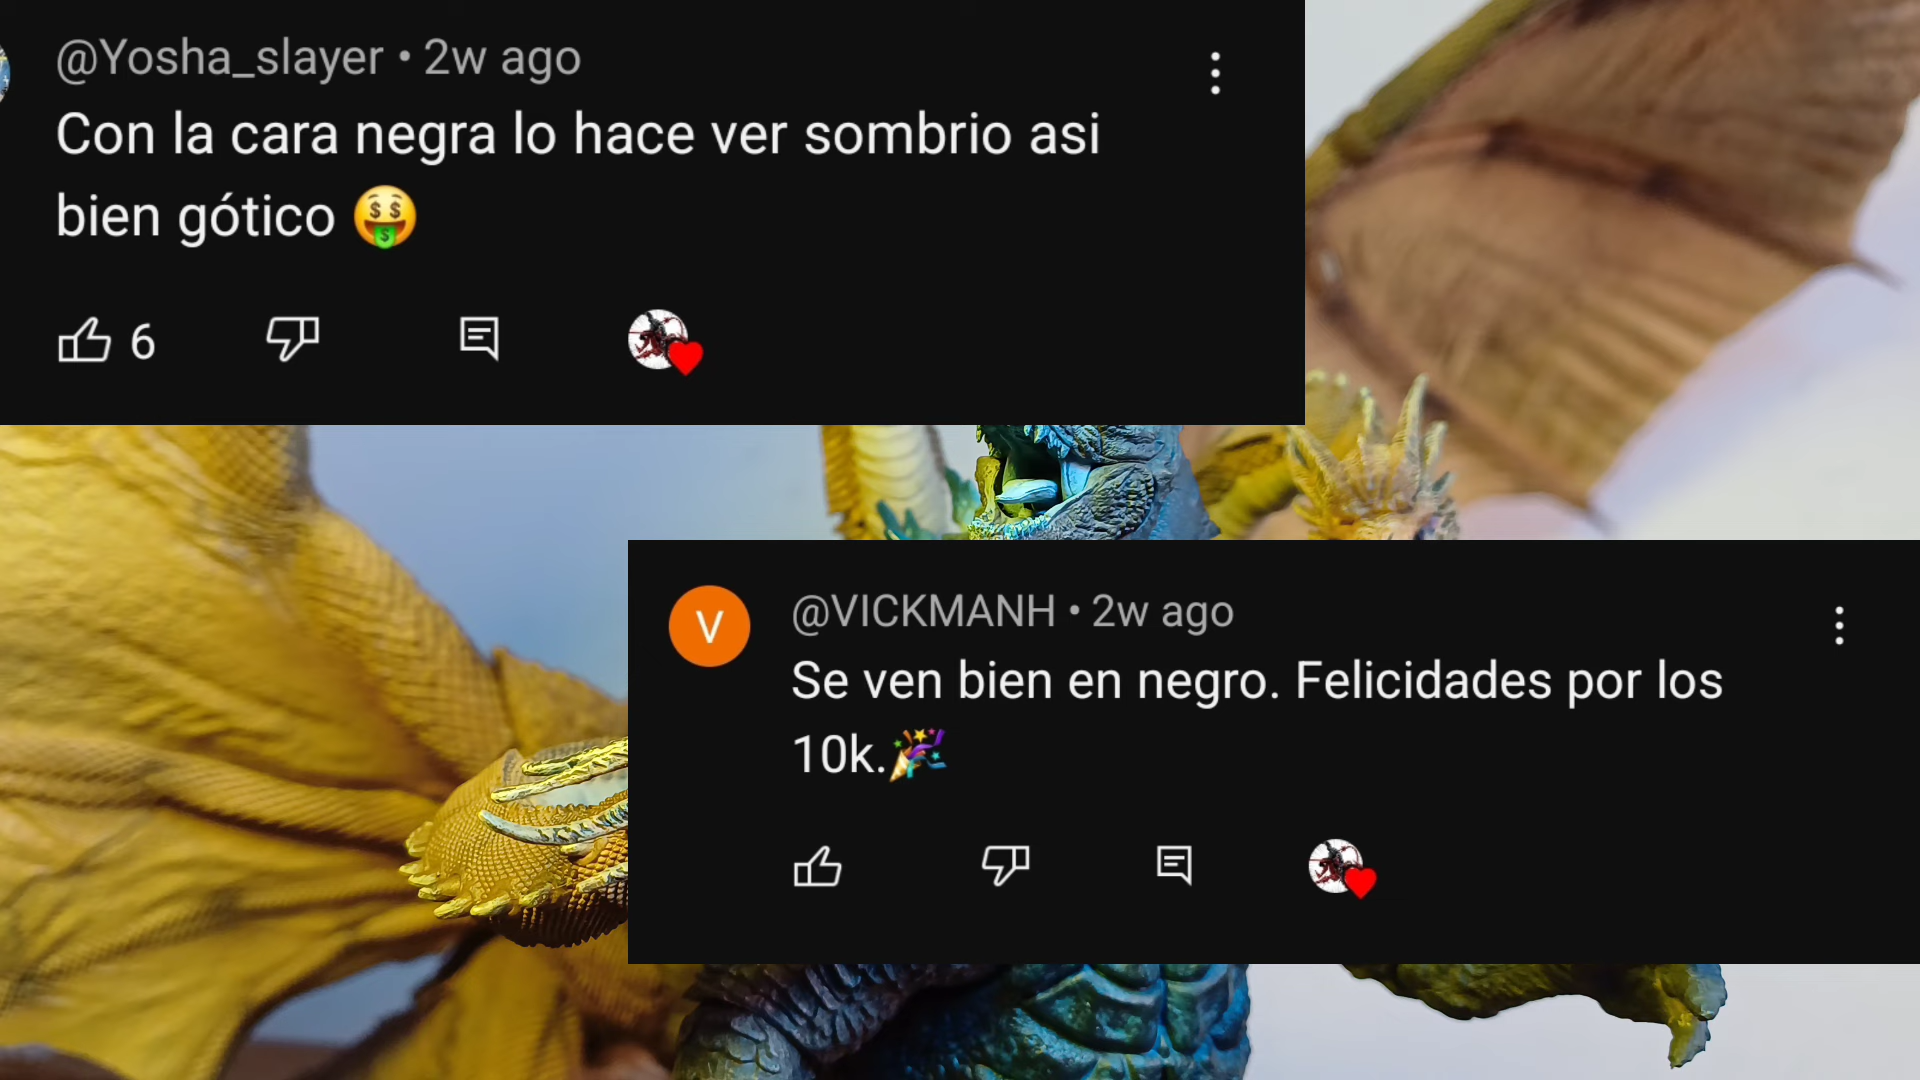 @Yosha_slayer • 2w ago
Con la cara negra lo hace ver sombrio asi
bien gótico 🤑
6
V
@VICKMANH • 2w ago
Se ven bien en negro. Felicidades por los
10k.🎉